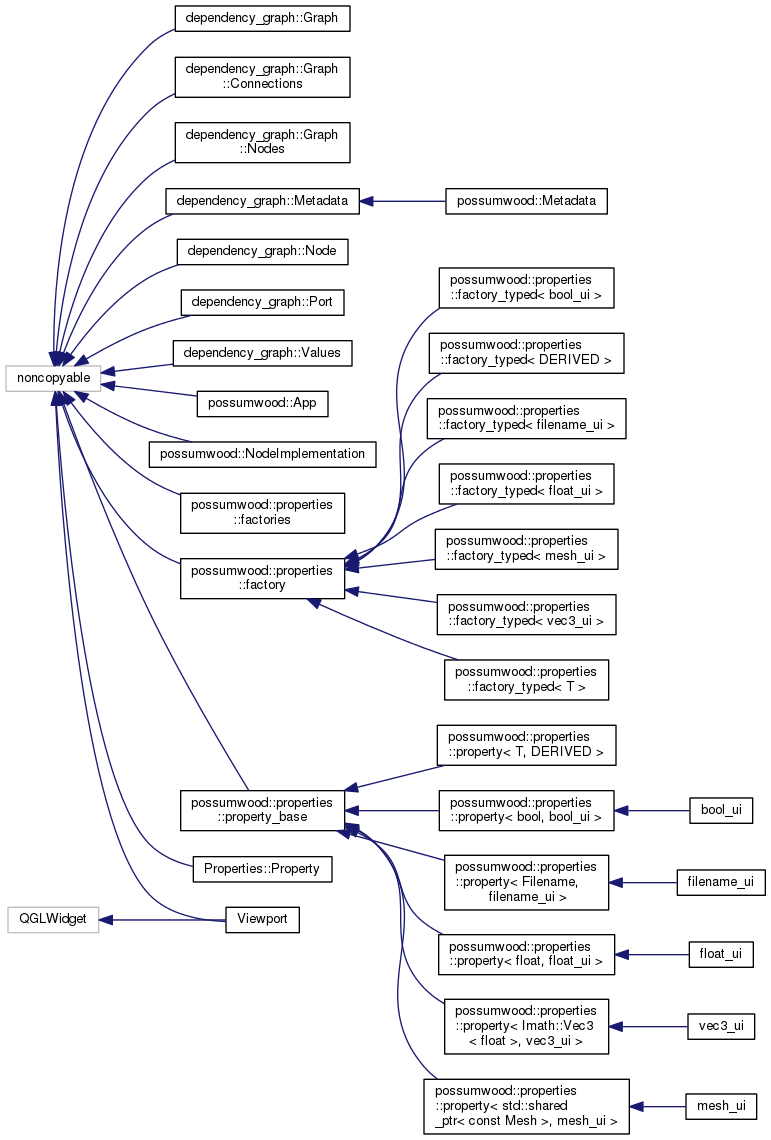 dependency_graph::Graph
dependency_graph::Graph
::Connections
dependency_graph::Graph
::Nodes
dependency_graph::Metadata
possumwood::Metadata
dependency_graph::Node
dependency_graph::Port
dependency_graph::Values
noncopyable
possumwood::App
possumwood::NodeImplementation
possumwood::properties
::factories
possumwood::properties
::factory
possumwood::properties
::factory_typed< bool_ui >
possumwood::properties
::factory_typed< DERIVED >
possumwood::properties
::factory_typed< filename_ui >
possumwood::properties
::factory_typed< float_ui >
possumwood::properties
::factory_typed< mesh_ui >
possumwood::properties
::factory_typed< vec3_ui >
possumwood::properties
::factory_typed< T >
possumwood::properties
::property_base
possumwood::properties
::property< T, DERIVED >
possumwood::properties
::property< bool, bool_ui >
bool_ui
possumwood::properties
::property< Filename,
filename_ui >
filename_ui
possumwood::properties
::property< float, float_ui >
float_ui
possumwood::properties
::property< Imath::Vec3
< float >, vec3_ui >
vec3_ui
possumwood::properties
::property< std::shared
_ptr< const Mesh >, mesh_ui >
mesh_ui
Properties::Property
QGLWidget
Viewport